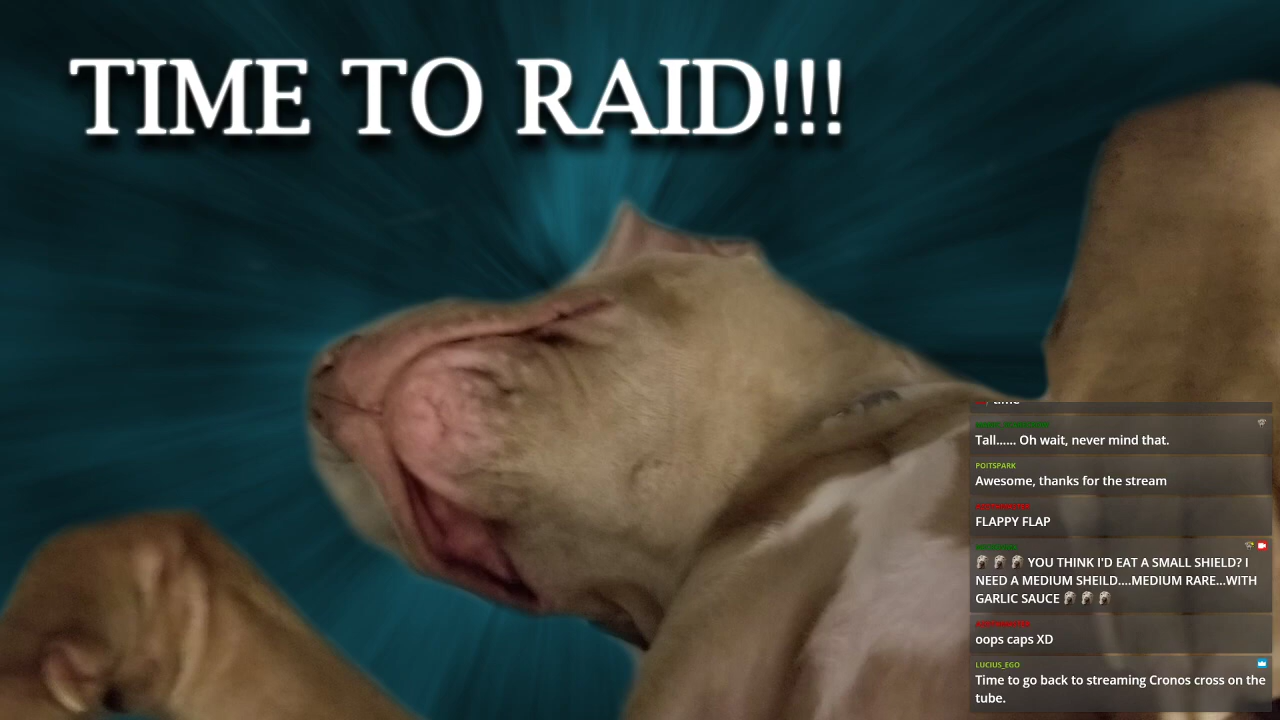 TIME TO RAID!!!
Tall...... Oh wait, never mind that.
POITSPARK
Awesome, thanks for the stream
FLAPPY FLAP
YOU THINK I'D EAT A SMALL SHIELD? I
NEED A MEDIUM SHEILD....MEDIUM RARE...WITH
GARLIC SAUCE
oops caps XD
LUCIUS_EGO
Time to go back to streaming Cronos cross on the
tube.